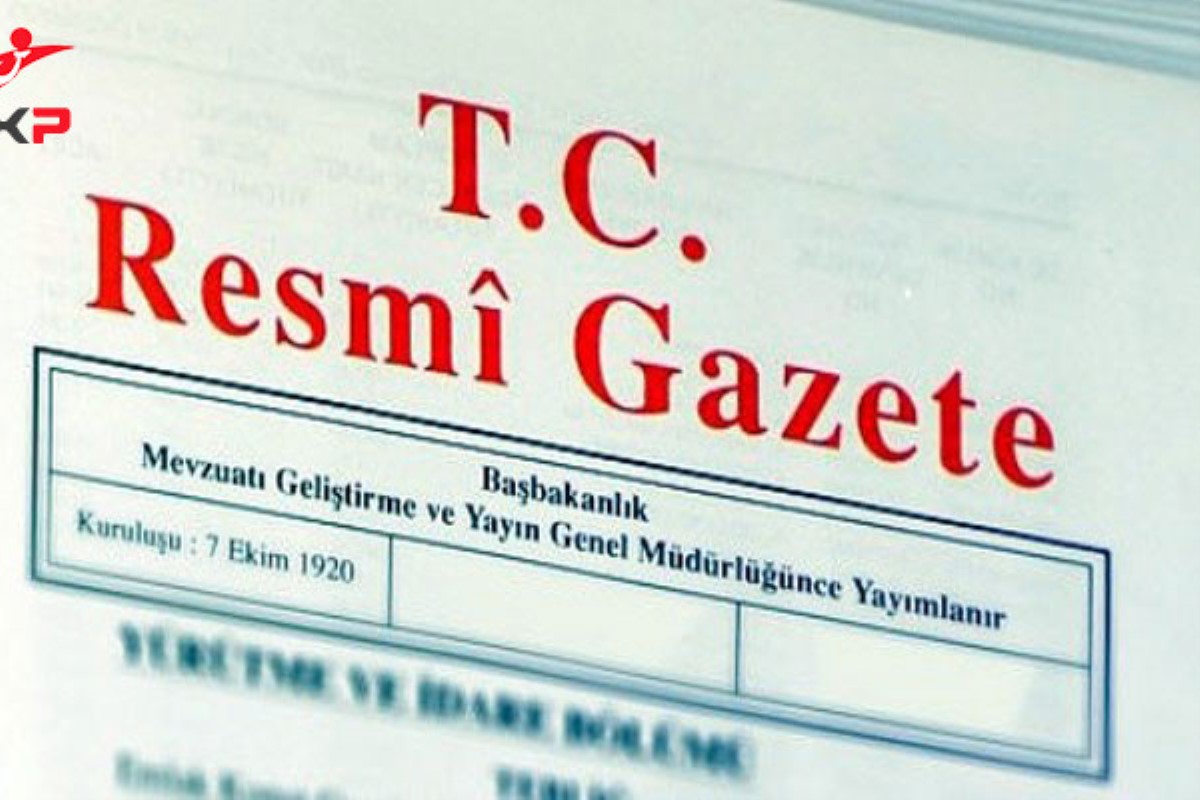 KP
T.C.
Resmî Gazete
Başbakanlık
Mevzuatı Geliştirme ve Yayın Genel Müdürlüğünce Yayımlanır
Kuruluşu : 7 Ekim 1920
YÜRÜTME VE İDARE BÖLÜMÜ